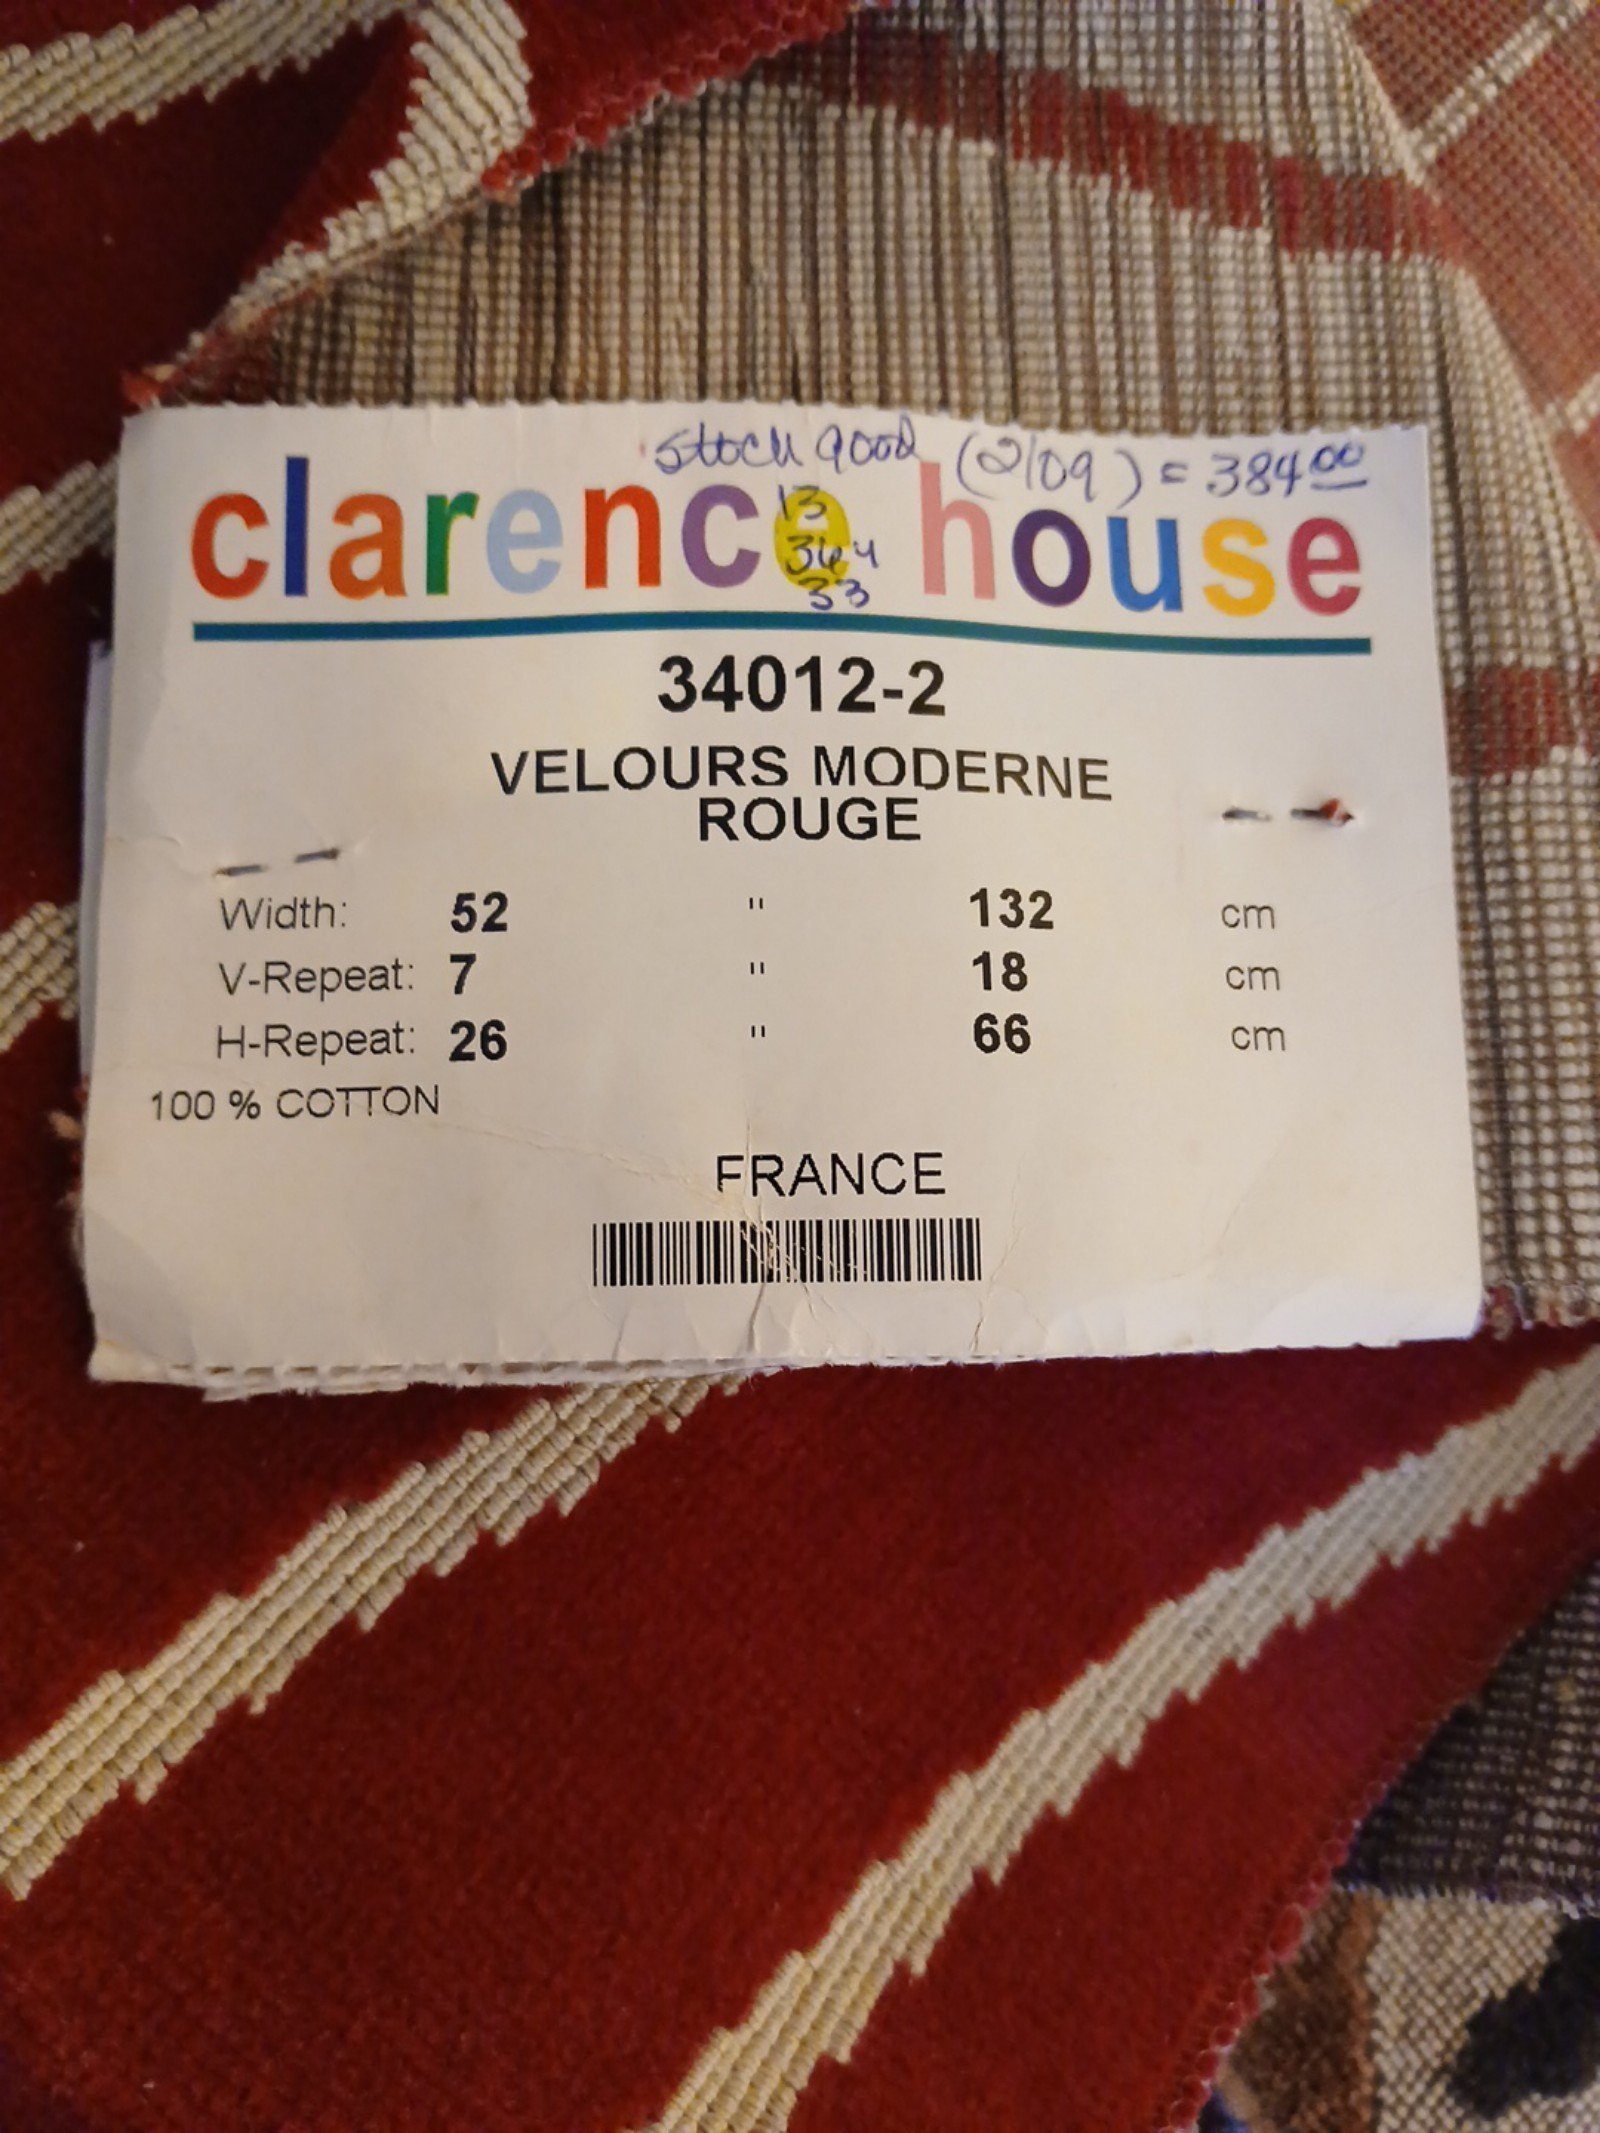 stock good (2/09) = 384.00
13
364
33
clarence house
34012-2
VELOURS MODERNE
ROUGE
Width: 52 " 132 cm
V-Repeat: 7 " 18 cm
H-Repeat: 26 " 66 cm
100 % COTTON
FRANCE